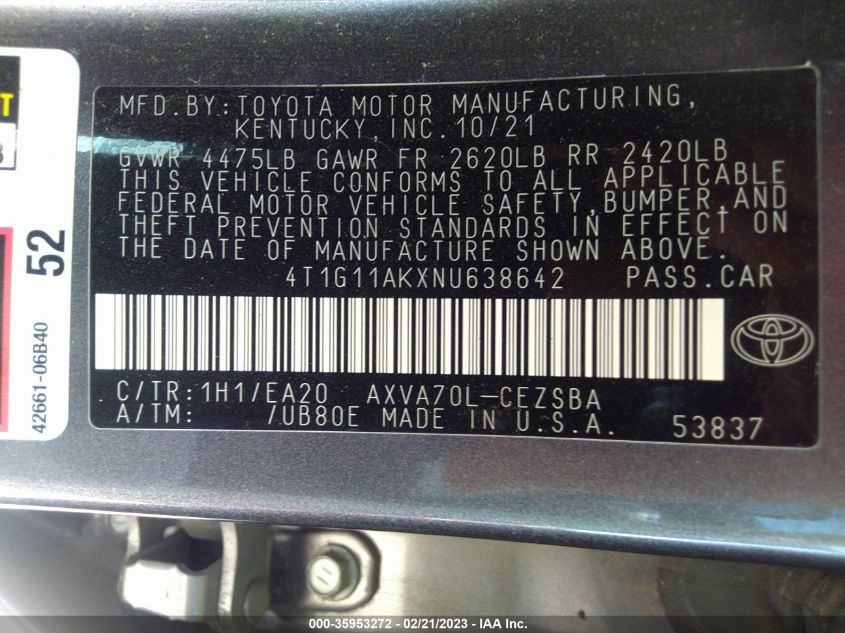 MFD.BY:TOYOTA MOTOR MANUFACTURING,
KENTUCKY,INC.10/21
GVWR 4475LB GAWR FR 2620LB RR 2420LB
THIS VEHICLE CONFORMS TO ALL APPLICABLE
FEDERAL MOTOR VEHICLE SAFETY,BUMPER,AND
THEFT PREVENTION STANDARDS IN EFFECT ON
THE DATE OF MANUFACTURE SHOWN ABOVE.
4T1G11AKXNU638642 PASS.CAR
C/TR:1H1/EA20 AXVA70L-CEZSBA
A/TM: /UB80E MADE IN U.S.A. 53837
52
42661-06B40
000-35953272 - 02/21/2023 - IAA Inc.